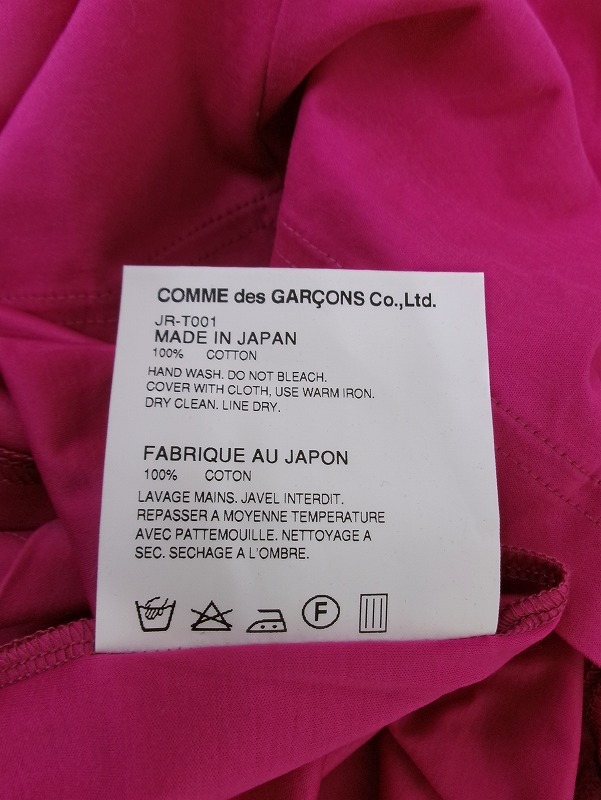 COMME des GARÇONS Co.,Ltd.
JR-T001
MADE IN JAPAN
100% COTTON
HAND WASH. DO NOT BLEACH.
COVER WITH CLOTH, USE WARM IRON.
DRY CLEAN. LINE DRY.
FABRIQUE AU JAPON
100% COTON
LAVAGE MAINS. JAVEL INTERDIT.
REPASSER A MOYENNE TEMPERATURE
AVEC PATTEMOUILLE. NETTOYAGE A
SEC. SECHAGE A L'OMBRE.
F